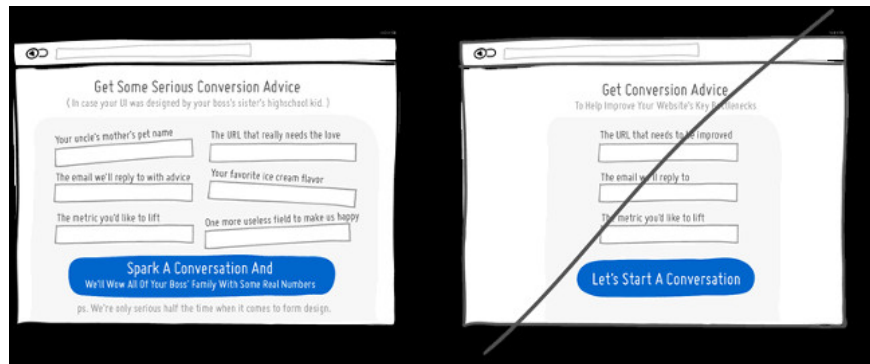 Get Some Serious Conversion Advice
( In case your UI was designed by your boss's sister's highschool kid. )
Your uncle's mother's pet name
The URL that really needs the love
The email we'll reply to with advice
Your favorite ice cream flavor
The metric you'd like to lift
One more useless field to make us happy
Spark A Conversation And
We'll Wow All Of Your Boss' Family With Some Real Numbers
ps. We're only serious half the time when it comes to form design.
Get Conversion Advice
To Help Improve Your Website's Key Bottlenecks
The URL that needs to be improved
The email we'll reply to
The metric you'd like to lift
Let's Start A Conversation